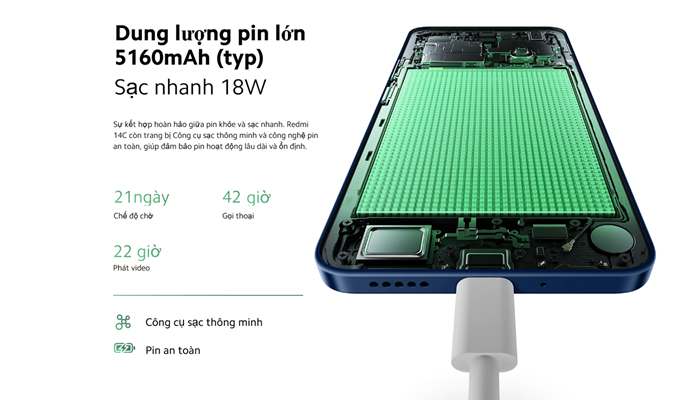 Dung lượng pin lớn
5160mAh (typ)
Sạc nhanh 18W
Sự kết hợp hoàn hảo giữa pin khỏe và sạc nhanh. Redmi
14C còn trang bị Công cụ sạc thông minh và công nghệ pin
an toàn, giúp đảm bảo pin hoạt động lâu dài và ổn định.
21ngày
42 giờ
Chế độ chờ
Gọi thoại
22 giờ
Phát video
Công cụ sạc thông minh
Pin an toàn